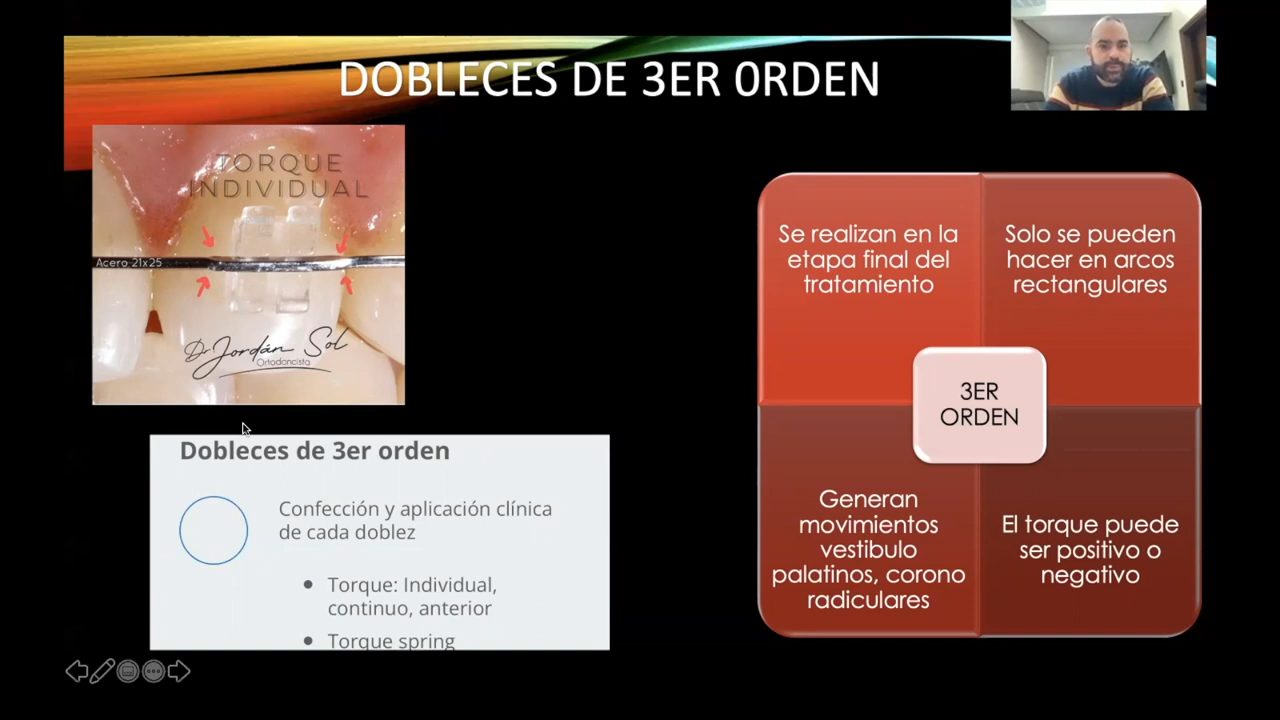 DOBLECES DE 3ER 0RDEN
TORQUE
INDIVIDUAL
Acero 21x25
Dr Jordán Sol
Ortodoncista
Dobleces de 3er orden
Confección y aplicación clínica
de cada doblez
• Torque: Individual,
continuo, anterior
• Torque spring
Se realizan en la
etapa final del
tratamiento
Solo se pueden
hacer en arcos
rectangulares
3ER
ORDEN
Generan
movimientos
vestibulo
palatinos, corono
radiculares
El torque puede
ser positivo o
negativo